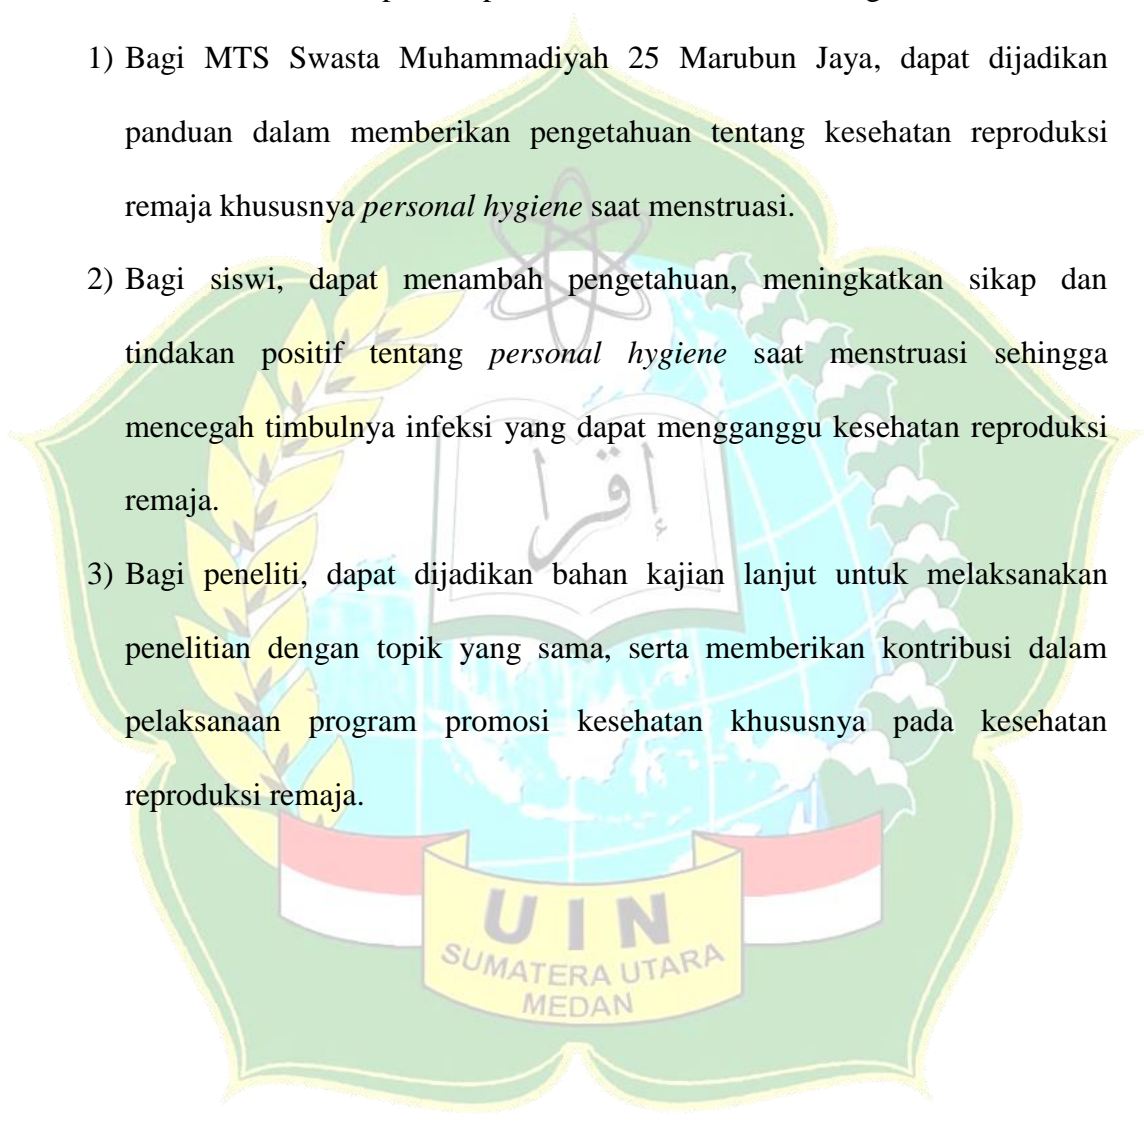 1) Bagi MTS Swasta Muhammadiyah 25 Marubun Jaya, dapat dijadikan
panduan dalam memberikan pengetahuan tentang kesehatan reproduksi
remaja khususnya personal hygiene saat menstruasi.
2) Bagi siswi, dapat menambah pengetahuan, meningkatkan sikap dan
tindakan positif tentang personal hygiene saat menstruasi sehingga
mencegah timbulnya infeksi yang dapat mengganggu kesehatan reproduksi
remaja.
إقرا
3) Bagi peneliti, dapat dijadikan bahan kajian lanjut untuk melaksanakan
penelitian dengan topik yang sama, serta memberikan kontribusi dalam
pelaksanaan program promosi kesehatan khususnya pada kesehatan
reproduksi remaja.
UIN
SUMATERA UTARA
MEDAN